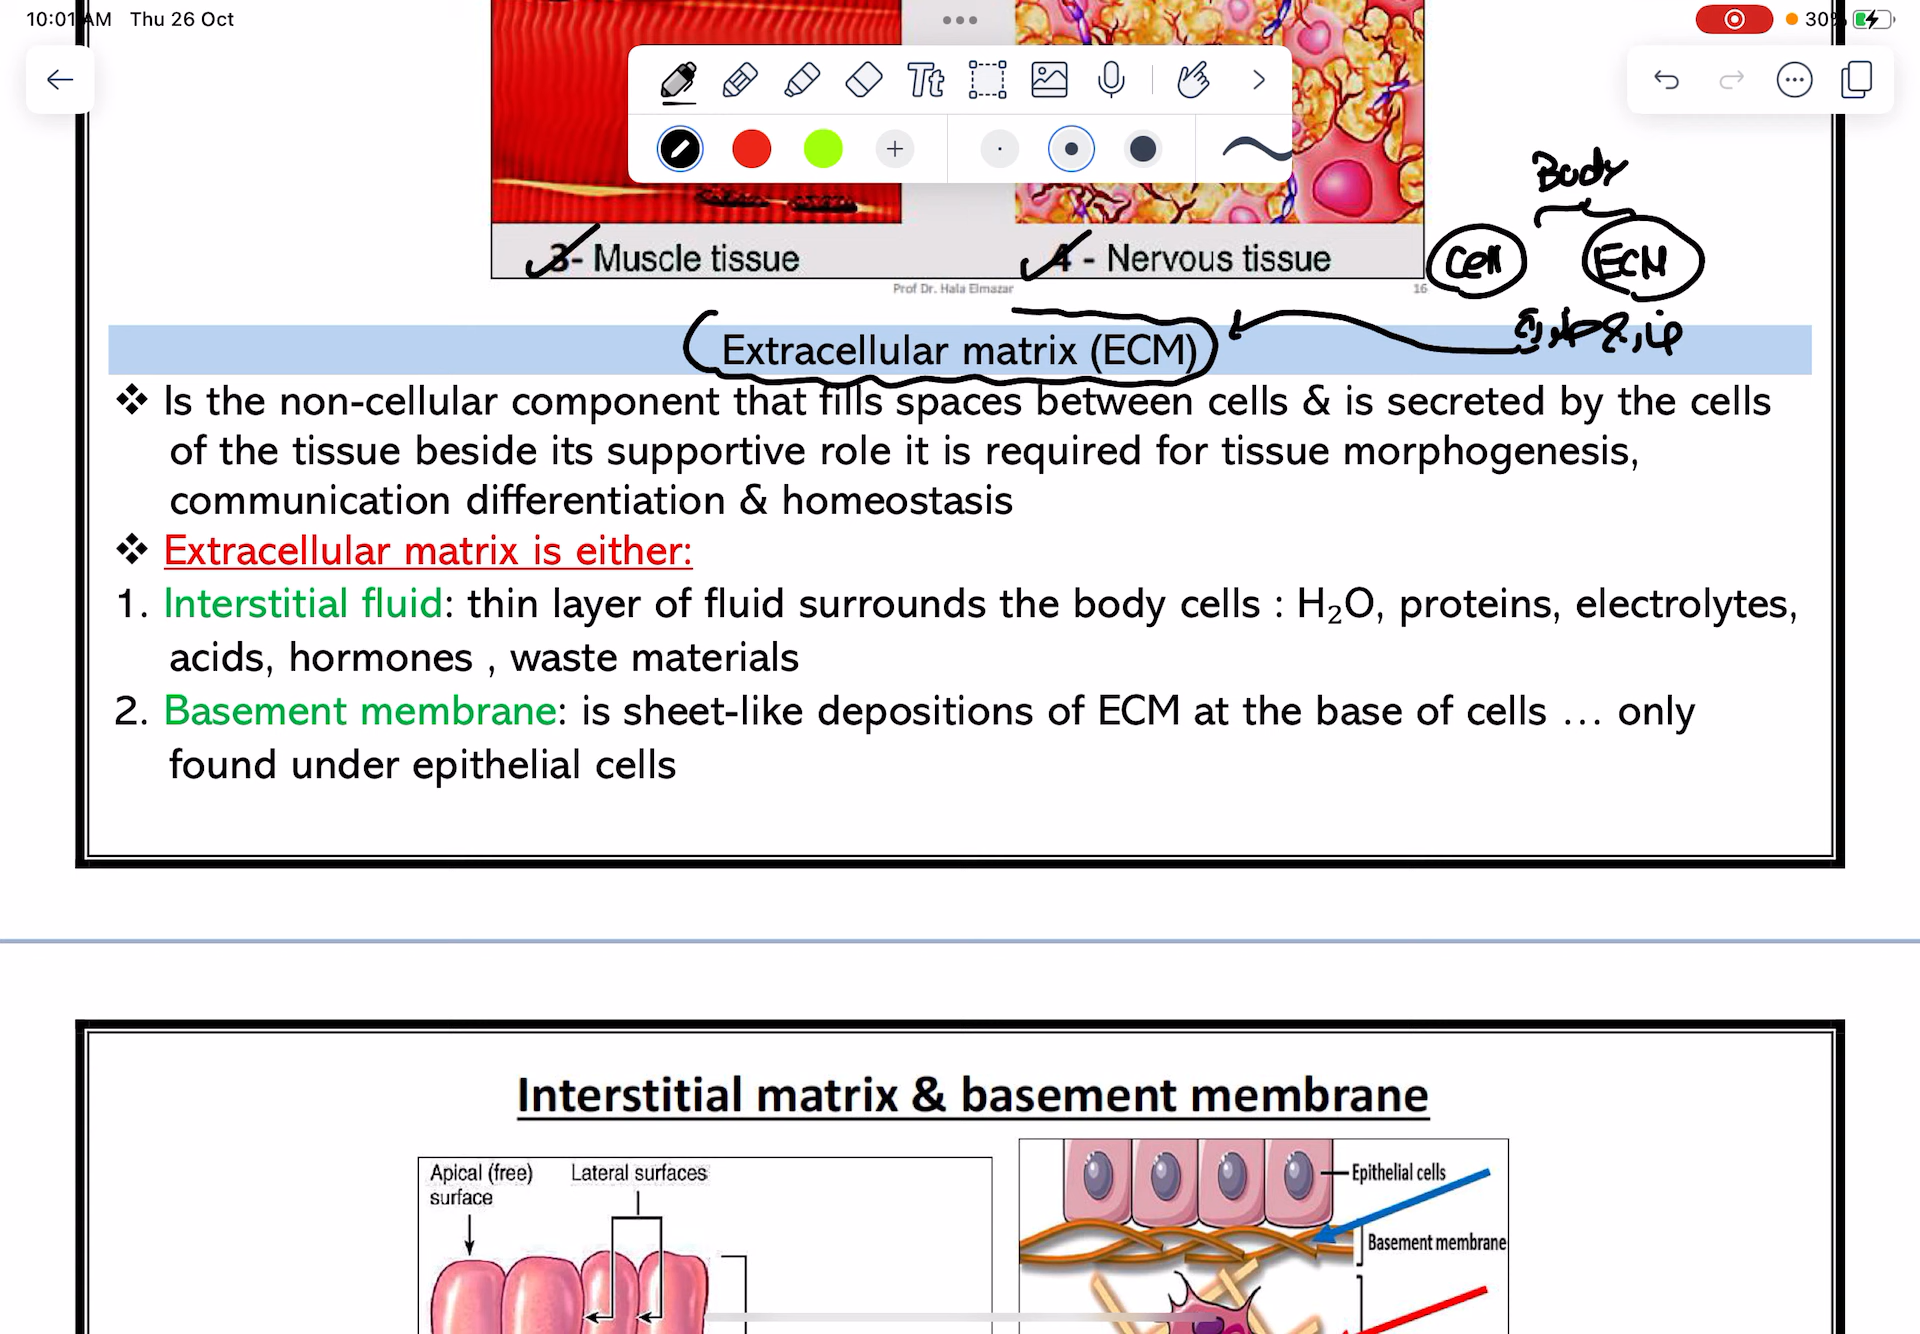 10:01 AM Thu 26 Oct
30%
Tt
Body
Cell ECM
3- Muscle tissue
4 - Nervous tissue
Prof Dr. Hala Elmazar
16
Extracellular matrix (ECM)
❖ Is the non-cellular component that fills spaces between cells & is secreted by the cells
of the tissue beside its supportive role it is required for tissue morphogenesis,
communication differentiation & homeostasis
❖ Extracellular matrix is either:
1. Interstitial fluid: thin layer of fluid surrounds the body cells : H₂O, proteins, electrolytes,
acids, hormones , waste materials
2. Basement membrane: is sheet-like depositions of ECM at the base of cells ... only
found under epithelial cells
Interstitial matrix & basement membrane
Apical (free)
surface
Lateral surfaces
Epithelial cells
Basement membrane